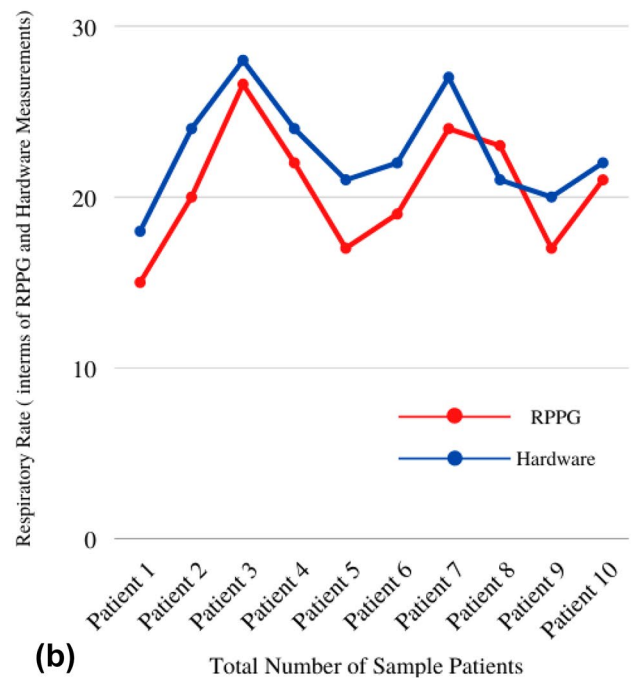 Respiratory Rate ( interms of RPPG and Hardware Measurements)
30
20
10
0
RPPG
Hardware
Patient 1
Patient 2
Patient 3
Patient 4
Patient 5
Patient 6
Patient 7
Patient 8
Patient 9
Patient 10
(b)
Total Number of Sample Patients